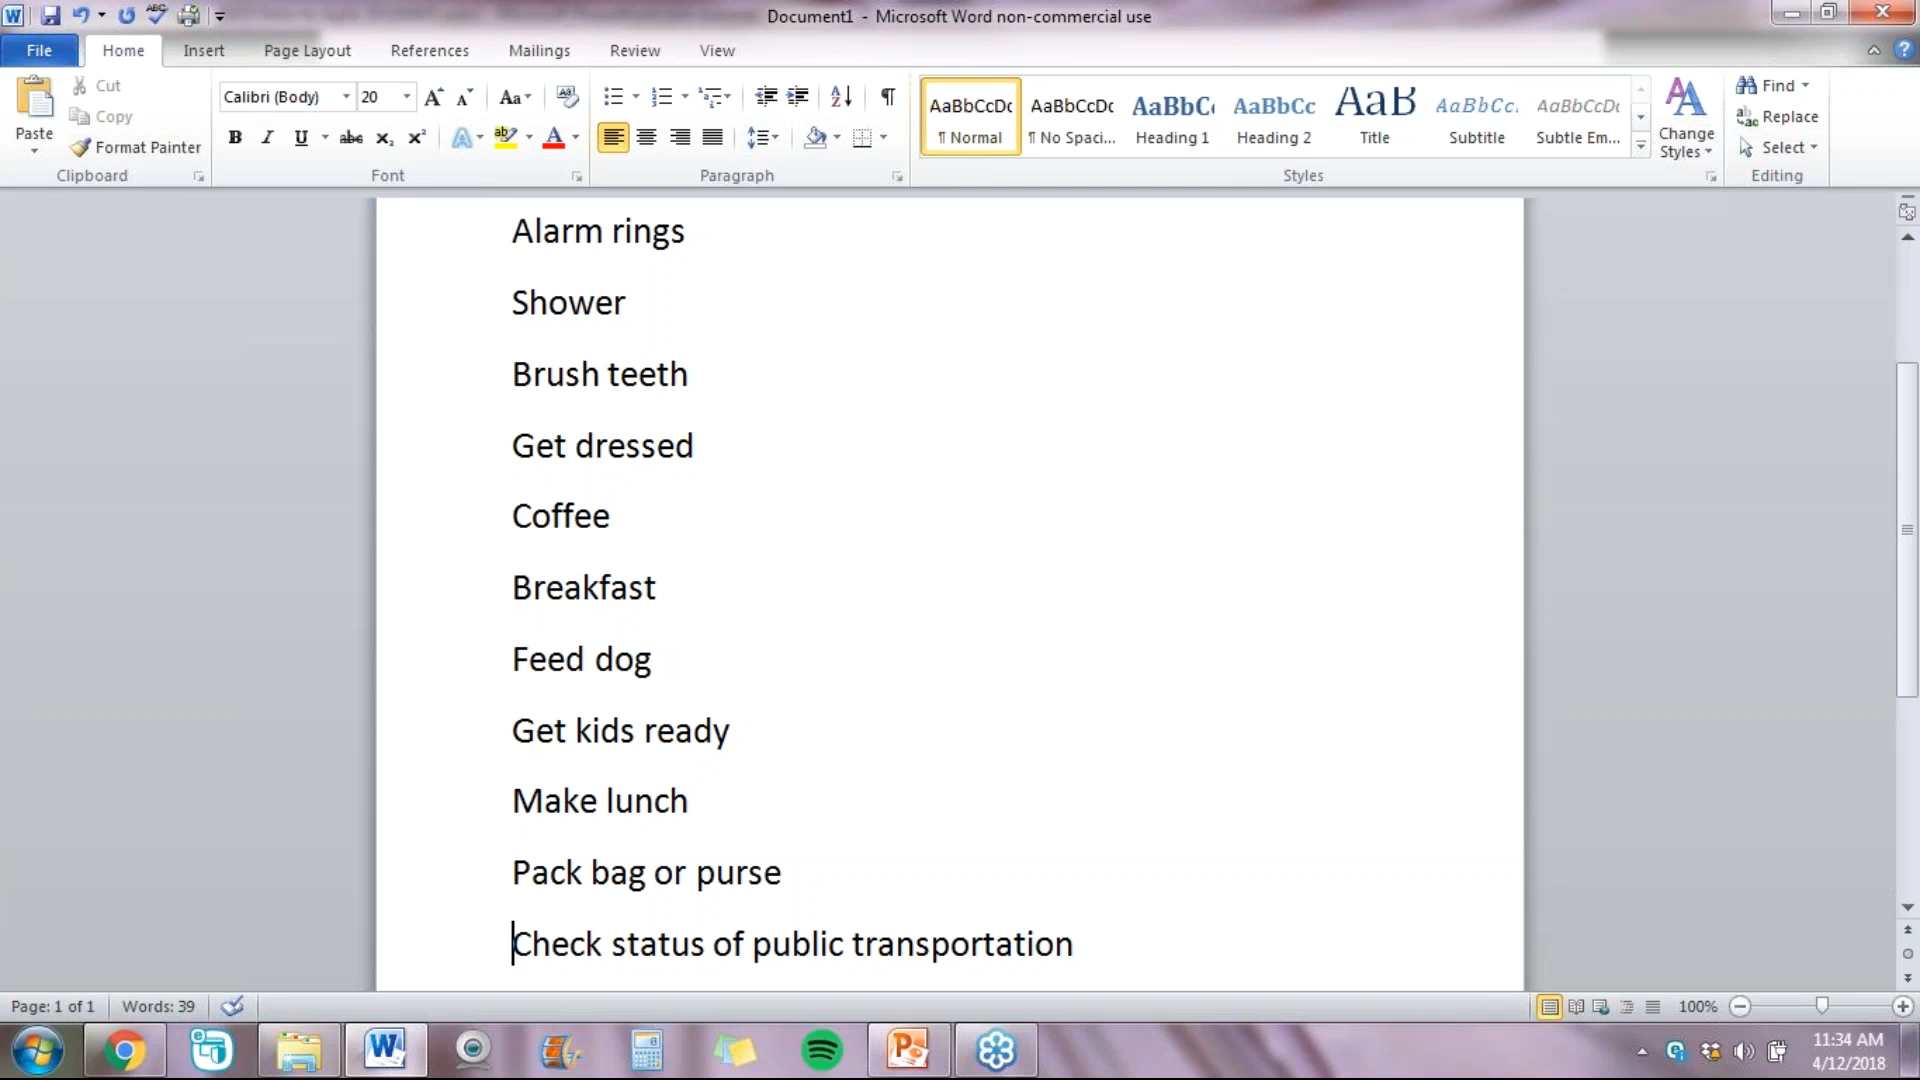 Document1 - Microsoft Word non-commercial use
File Home Insert Page Layout References Mailings Review View
Cut
Copy
Paste
Format Painter
Clipboard
Calibri (Body) 20
Font
Paragraph
AaBbCcDc AaBbCcDc AaBbC AaBbCc AaB AaBbCc. AaBbCcDc
¶ Normal ¶ No Spaci... Heading 1 Heading 2 Title Subtitle Subtle Em...
Change
Styles
Styles
Find
Replace
Select
Editing
Alarm rings
Shower
Brush teeth
Get dressed
Coffee
Breakfast
Feed dog
Get kids ready
Make lunch
Pack bag or purse
Check status of public transportation
Page: 1 of 1 Words: 39 100%
11:34 AM
4/12/2018